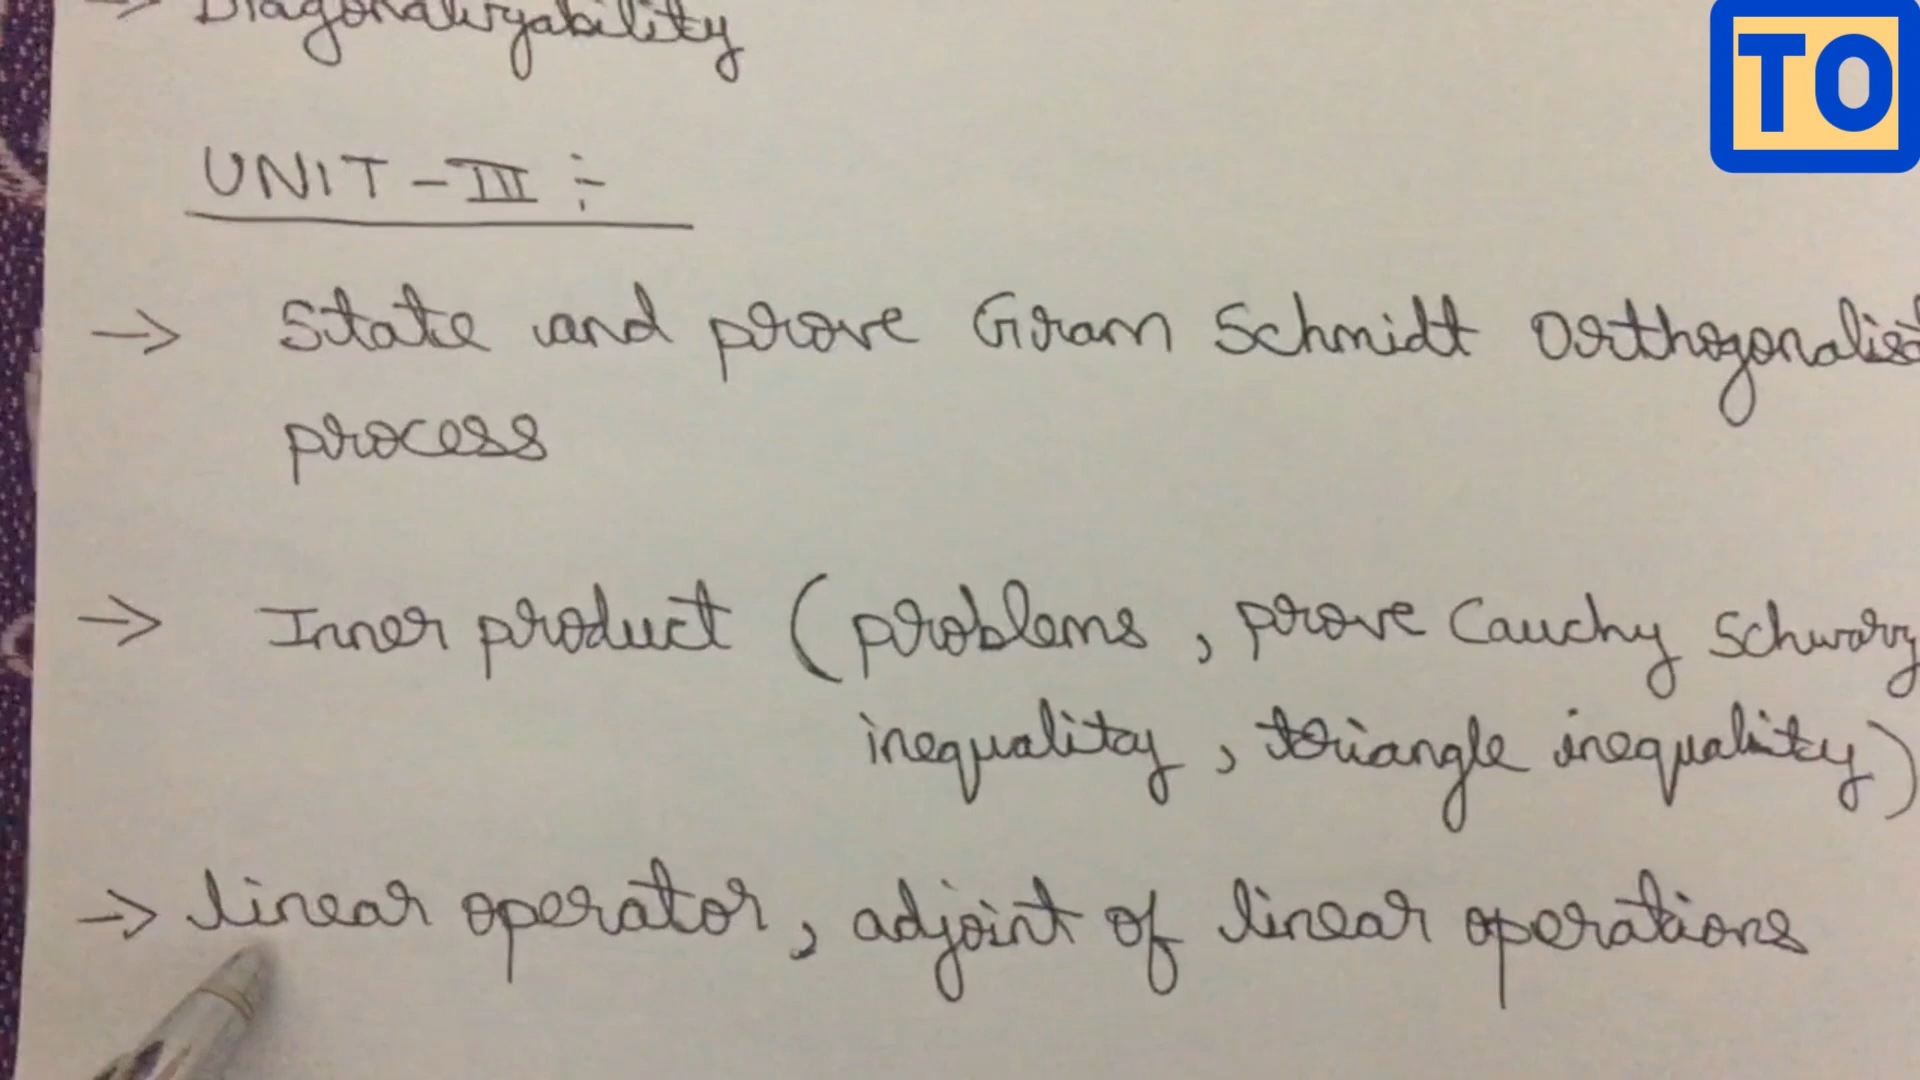 → Diagonalizability
TO
UNIT - III :-
→ State and prove Gram Schmidt Orthogonalisat
process
→ Inner product (problems, prove Cauchy Schwarz
inequality, triangle inequality)
→ linear operator, adjoint of linear operations